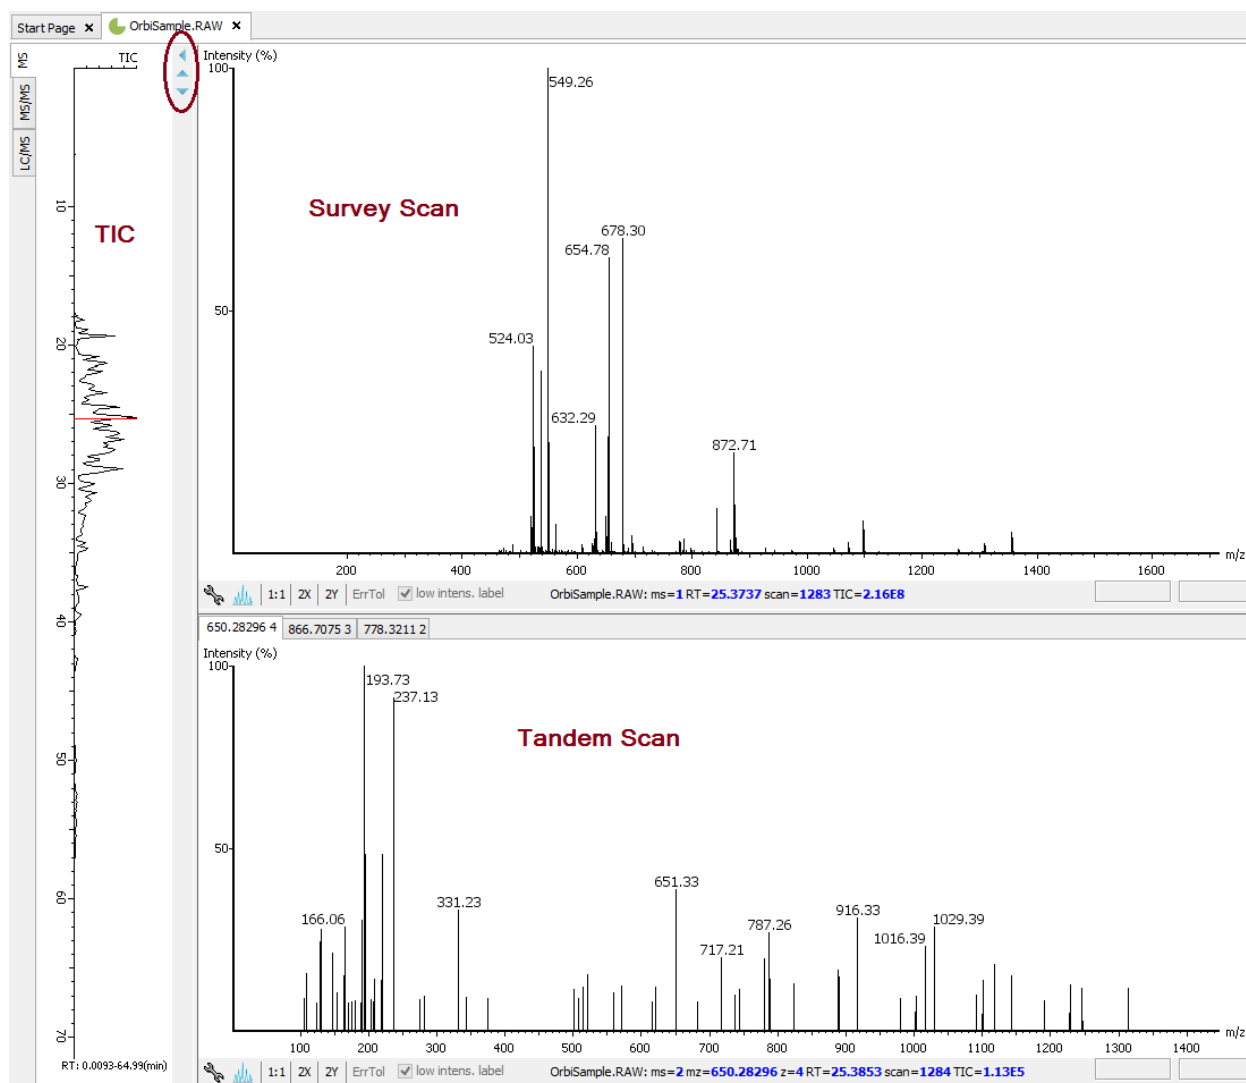 Start Page
OrbiSample.RAW
MS
MS/MS
LC/MS
TIC
10
20
30
40
50
60
70
TIC
RT: 0.0093-64.99(min)
Intensity (%)
100
50
Survey Scan
549.26
678.30
654.78
524.03
632.29
872.71
200 400 600 800 1000 1200 1400 1600 m/z
1:1 2X 2Y ErrTol low intens. label OrbiSample.RAW: ms=1 RT=25.3737 scan=1283 TIC=2.16E8
650.28296 4 866.7075 3 778.3211 2
Intensity (%)
100
50
Tandem Scan
193.73
237.13
651.33
331.23
166.06
916.33
1029.39
787.26
1016.39
717.21
100 200 300 400 500 600 700 800 900 1000 1100 1200 1300 1400 m/z
1:1 2X 2Y ErrTol low intens. label OrbiSample.RAW: ms=2 mz=650.28296 z=4 RT=25.3853 scan=1284 TIC=1.13E5